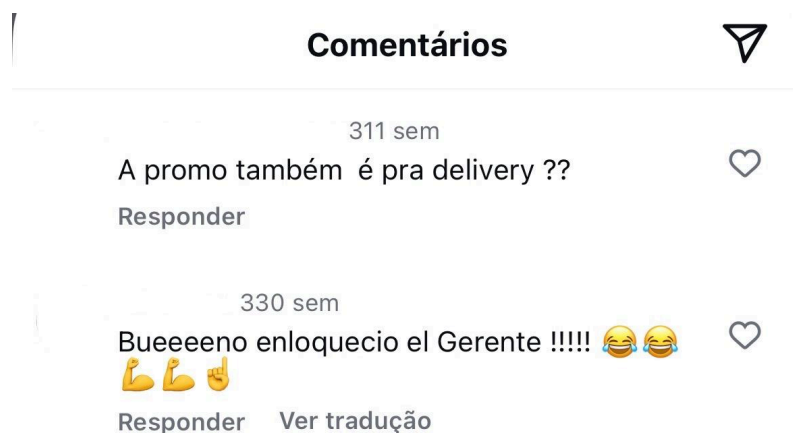 Comentários
311 sem
A promo também  é pra delivery ??
Responder
330 sem
Bueeeeno enloquecio el Gerente !!!!! 😂😂
💪💪☝️
Responder Ver tradução